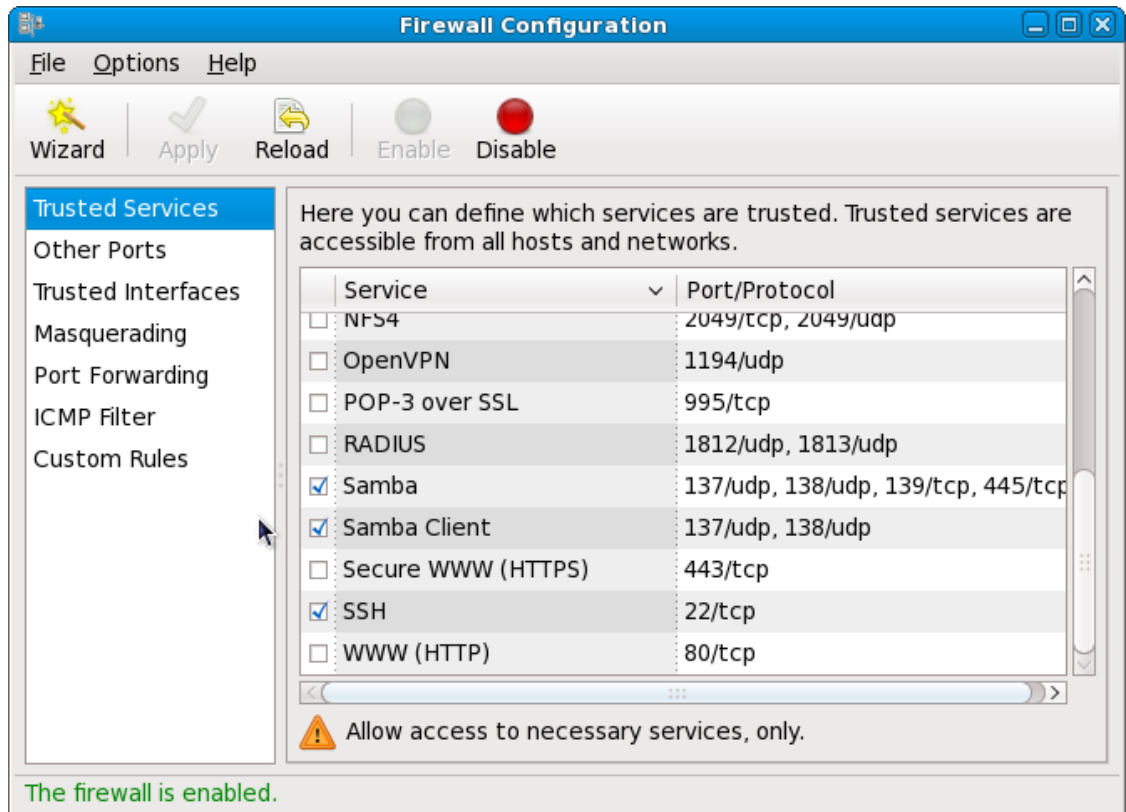 Firewall Configuration
File Options Help
Wizard Apply Reload Enable Disable
Trusted Services
Other Ports
Trusted Interfaces
Masquerading
Port Forwarding
ICMP Filter
Custom Rules
Here you can define which services are trusted. Trusted services are
accessible from all hosts and networks.
Service Port/Protocol
NFS4 2049/tcp, 2049/udp
OpenVPN 1194/udp
POP-3 over SSL 995/tcp
RADIUS 1812/udp, 1813/udp
Samba 137/udp, 138/udp, 139/tcp, 445/tcp
Samba Client 137/udp, 138/udp
Secure WWW (HTTPS) 443/tcp
SSH 22/tcp
WWW (HTTP) 80/tcp
Allow access to necessary services, only.
The firewall is enabled.